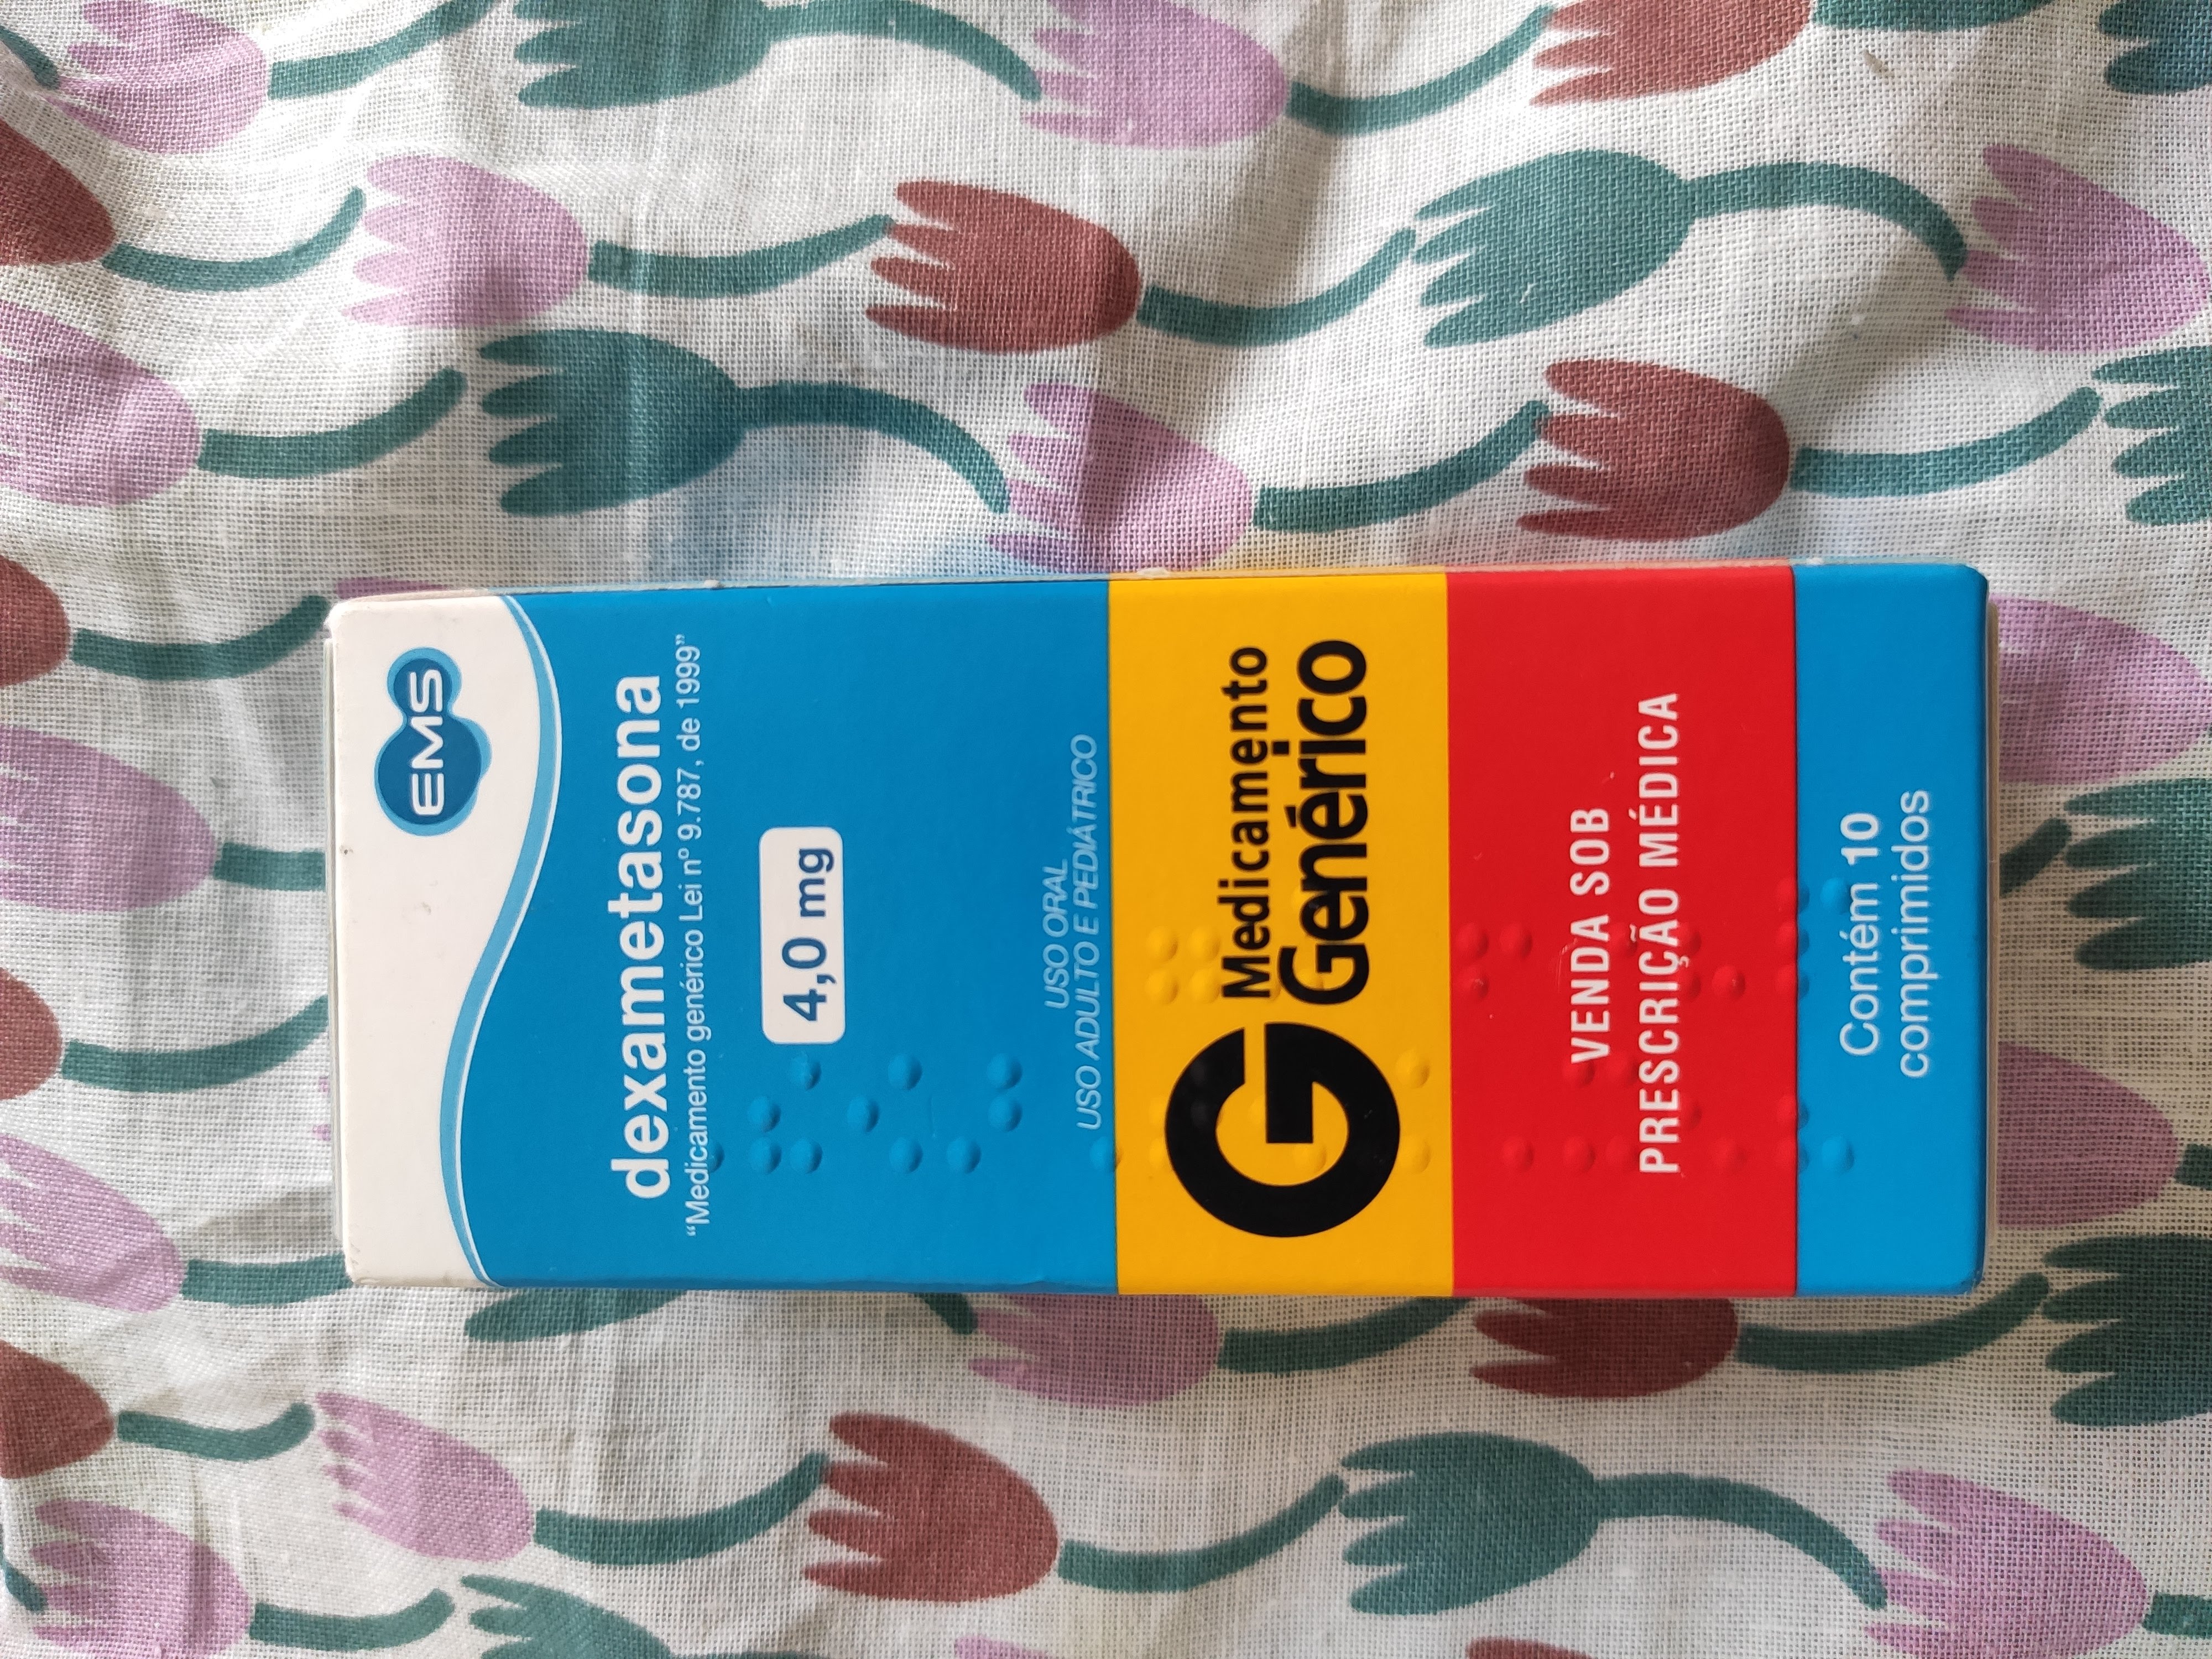 EMS
dexametasona
“Medicamento genérico Lei nº 9.787, de 1999”
4,0 mg
USO ORAL
USO ADULTO E PEDIÁTRICO
G
Medicamento
Genérico
VENDA SOB
PRESCRIÇÃO MÉDICA
Contém 10
comprimidos